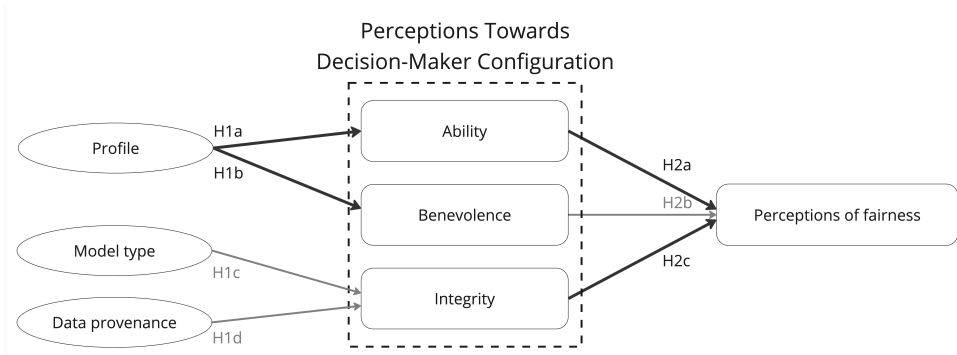 Perceptions Towards
Decision-Maker Configuration
Profile
H1a
H1b
Model type
H1c
Data provenance
H1d
Ability
Benevolence
Integrity
H2a
H2b
H2c
Perceptions of fairness